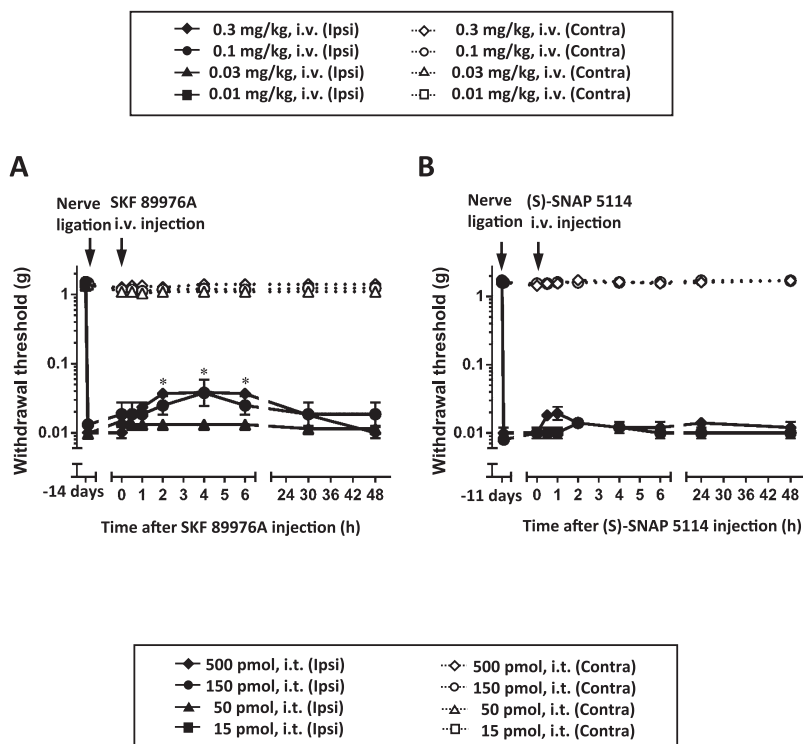 0.3 mg/kg, i.v. (Ipsi) 0.3 mg/kg, i.v. (Contra)
0.1 mg/kg, i.v. (Ipsi) 0.1 mg/kg, i.v. (Contra)
0.03 mg/kg, i.v. (Ipsi) 0.03 mg/kg, i.v. (Contra)
0.01 mg/kg, i.v. (Ipsi) 0.01 mg/kg, i.v. (Contra)
A
Nerve ligation
SKF 89976A i.v. injection
Withdrawal threshold (g)
1
0.1
0.01
* * *
-14 days 0 1 2 3 4 5 6 24 30 36 42 48
Time after SKF 89976A injection (h)
B
Nerve ligation
(S)-SNAP 5114 i.v. injection
Withdrawal threshold (g)
1
0.1
0.01
-11 days 0 1 2 3 4 5 6 24 30 36 42 48
Time after (S)-SNAP 5114 injection (h)
500 pmol, i.t. (Ipsi) 500 pmol, i.t. (Contra)
150 pmol, i.t. (Ipsi) 150 pmol, i.t. (Contra)
50 pmol, i.t. (Ipsi) 50 pmol, i.t. (Contra)
15 pmol, i.t. (Ipsi) 15 pmol, i.t. (Contra)